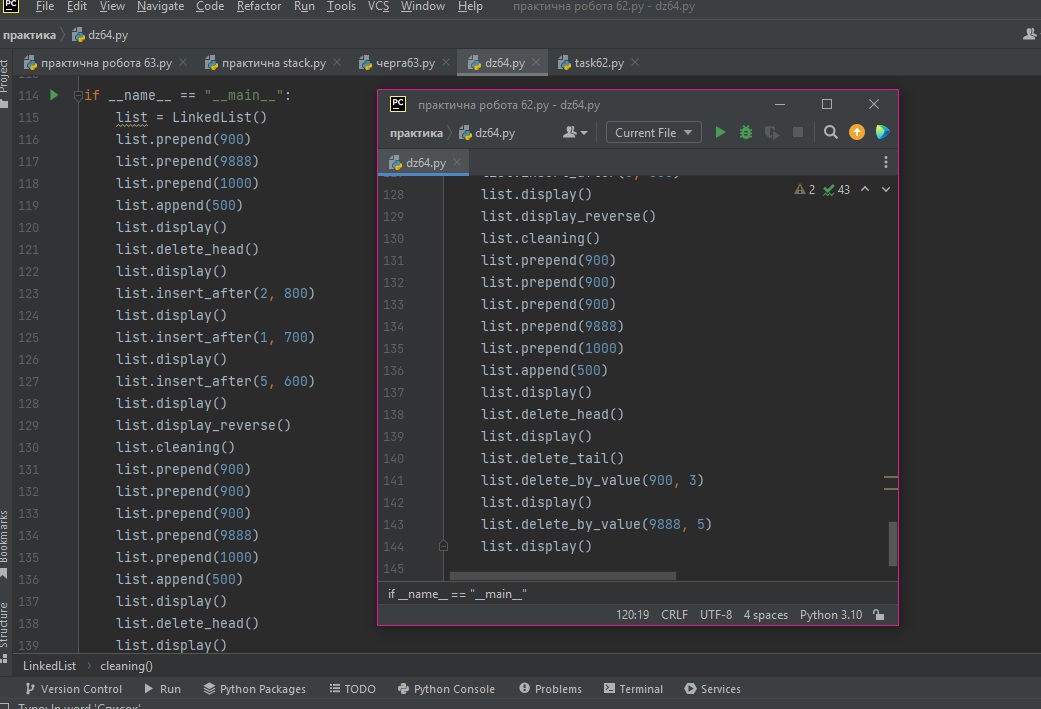 PC File Edit View Navigate Code Refactor Run Tools VCS Window Help практична робота 62.py - dz64.py
практика dz64.py
практична робота 63.py практична stack.py черга63.py dz64.py task62.py
Project
114 if __name__ == "__main__":
115 list = LinkedList()
116 list.prepend(900)
117 list.prepend(9888)
118 list.prepend(1000)
119 list.append(500)
120 list.display()
121 list.delete_head()
122 list.display()
123 list.insert_after(2, 800)
124 list.display()
125 list.insert_after(1, 700)
126 list.display()
127 list.insert_after(5, 600)
128 list.display()
129 list.display_reverse()
130 list.cleaning()
131 list.prepend(900)
132 list.prepend(900)
133 list.prepend(900)
134 list.prepend(9888)
135 list.prepend(1000)
136 list.append(500)
137 list.display()
138 list.delete_head()
139 list.display()
PC практична робота 62.py - dz64.py
практика dz64.py Current File
dz64.py
2 43
128 list.display()
129 list.display_reverse()
130 list.cleaning()
131 list.prepend(900)
132 list.prepend(900)
133 list.prepend(900)
134 list.prepend(9888)
135 list.prepend(1000)
136 list.append(500)
137 list.display()
138 list.delete_head()
139 list.display()
140 list.delete_tail()
141 list.delete_by_value(900, 3)
142 list.display()
143 list.delete_by_value(9888, 5)
144 list.display()
145
if __name__ == "__main__"
120:19 CRLF UTF-8 4 spaces Python 3.10
Bookmarks
Structure
LinkedList cleaning()
Version Control Run Python Packages TODO Python Console Problems Terminal Services
Typo: In word 'Список'